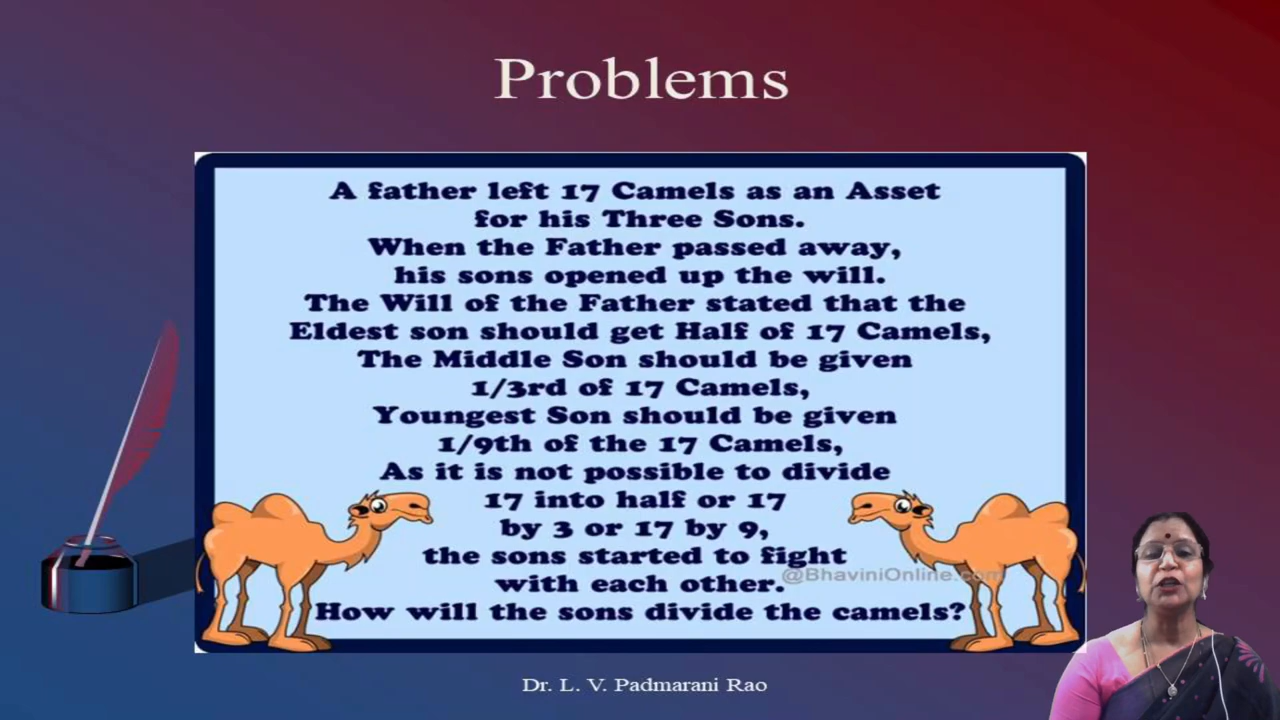 Problems
A father left 17 Camels as an Asset
for his Three Sons.
When the Father passed away,
his sons opened up the will.
The Will of the Father stated that the
Eldest son should get Half of 17 Camels,
The Middle Son should be given
1/3rd of 17 Camels,
Youngest Son should be given
1/9th of the 17 Camels,
As it is not possible to divide
17 into half or 17
by 3 or 17 by 9,
the sons started to fight
@BhaviniOnline.com
with each other.
How will the sons divide the camels?
Dr. L. V. Padmarani Rao